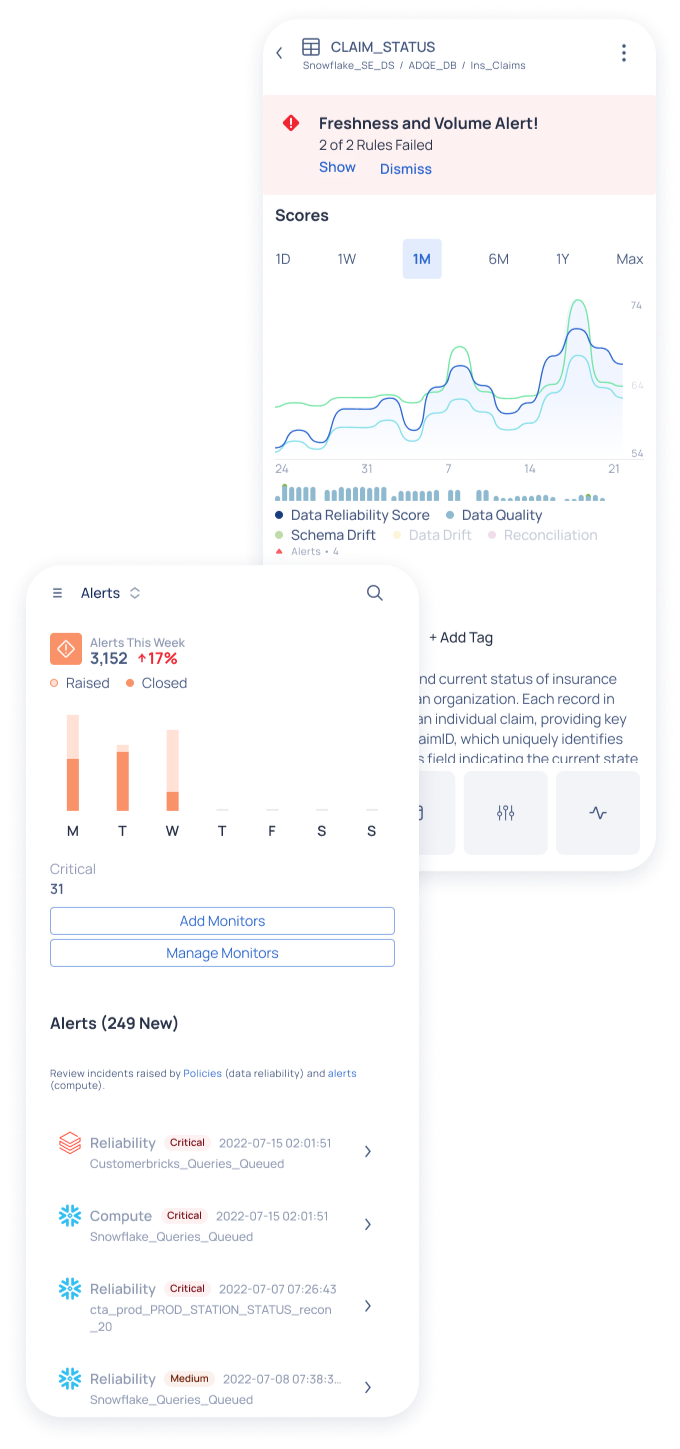 CLAIM_STATUS
Snowflake_SE_DS / ADQE_DB / Ins_Claims
Freshness and Volume Alert!
2 of 2 Rules Failed
Show Dismiss
Scores
1D 1W 1M 6M 1Y Max
74
64
54
24 31 7 14 21
Data Reliability Score Data Quality
Schema Drift Data Drift Reconciliation
Alerts • 4
+ Add Tag
nd current status of insurance
an organization. Each record in
an individual claim, providing key
aimID, which uniquely identifies
s field indicating the current state
Alerts
Alerts This Week
3,152 17%
Raised Closed
M T W T F S S
Critical
31
Add Monitors
Manage Monitors
Alerts (249 New)
Review incidents raised by Policies (data reliability) and alerts
(compute).
Reliability Critical 2022-07-15 02:01:51
Customerbricks_Queries_Queued
Compute Critical 2022-07-15 02:01:51
Snowflake_Queries_Queued
Reliability Critical 2022-07-07 07:26:43
cta_prod_PROD_STATION_STATUS_recon
_20
Reliability Medium 2022-07-08 07:38:3...
Snowflake_Queries_Queued